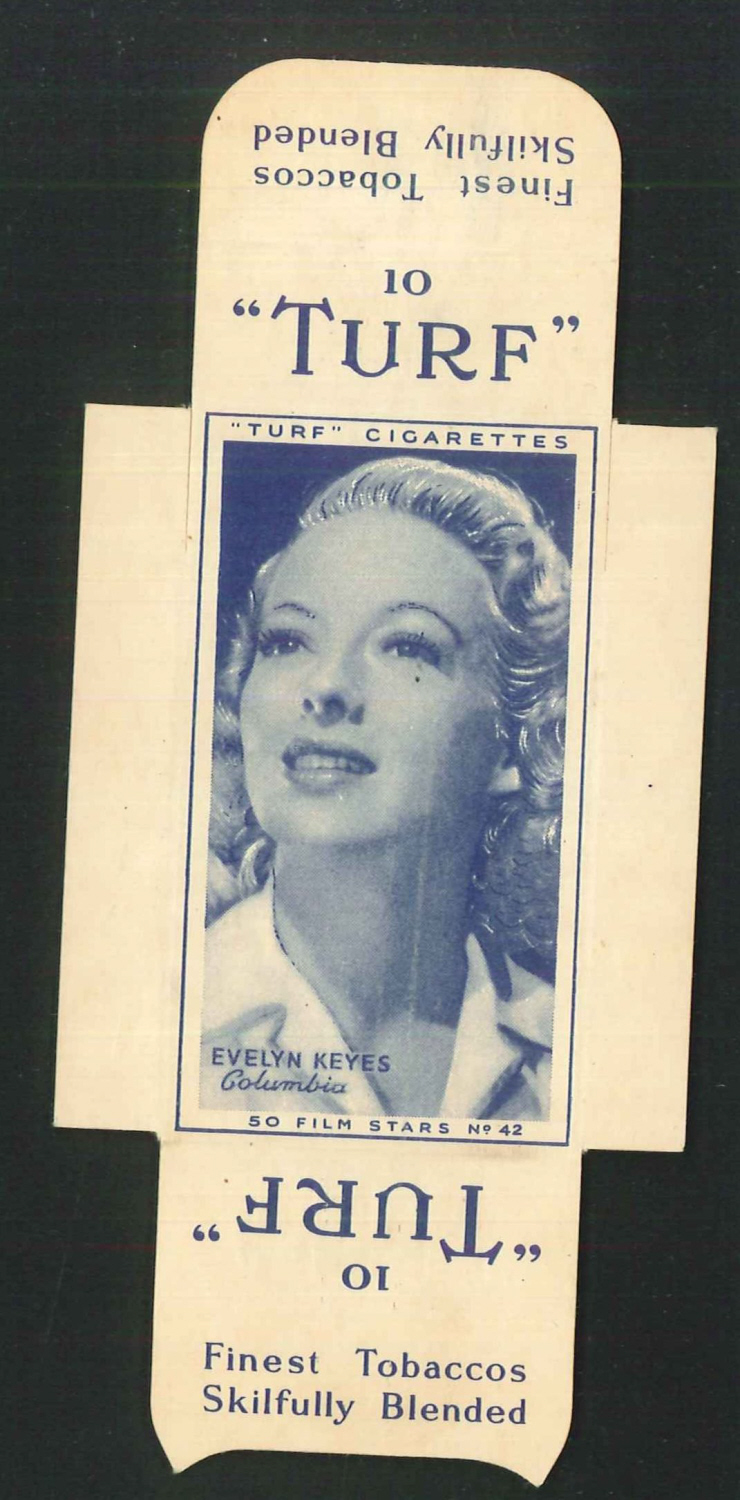 Finest Tobaccos
Skilfully Blended
10
"TURF"
"TURF" CIGARETTES
EVELYN KEYES
Columbia
50 FILM STARS Nº 42
"TURF"
10
Finest Tobaccos
Skilfully Blended